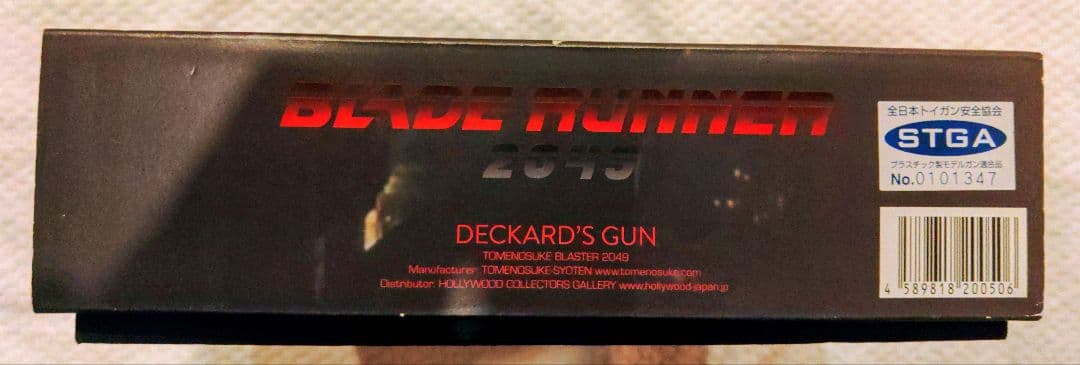 BLADE RUNNER
2049
DECKARD'S GUN
TOMENOSUKE BLASTER 2049
Manufacturer: TOMENOSUKE-SYOTEN www.tomenosuke.com
Distributor: HOLLYWOOD COLLECTORS GALLERY www.hollywood-japan.jp
全日本トイガン安全協会
STGA
プラスチック製モデルガン適合品
No.0101347
4 589818 200506